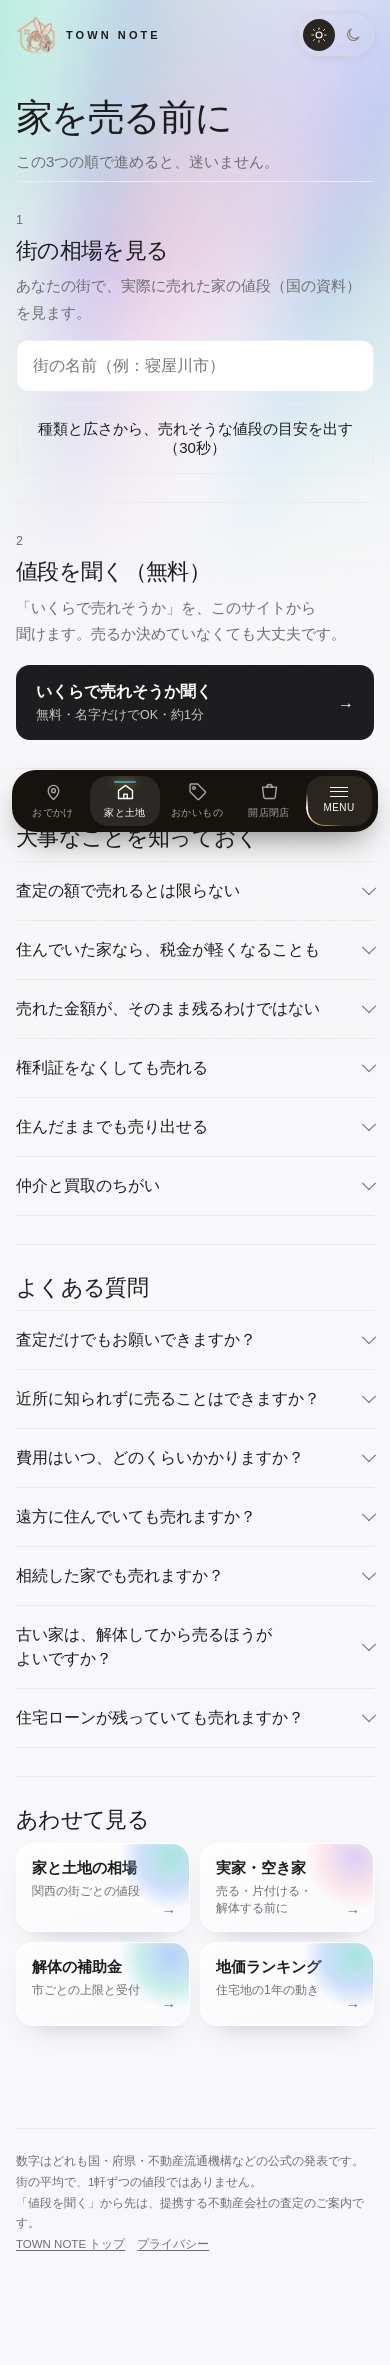 TOWN NOTE
家を売る前に
この3つの順で進めると、迷いません。
1
街の相場を見る
あなたの街で、実際に売れた家の値段（国の資料）
を見ます。
街の名前（例：寝屋川市）
種類と広さから、売れそうな値段の目安を出す
（30秒）
2
値段を聞く（無料）
「いくらで売れそうか」を、このサイトから
聞けます。売るか決めていなくても大丈夫です。
いくらで売れそうか聞く
無料・名字だけでOK・約1分
→
おでかけ
家と土地
おかいもの
開店閉店
MENU
大事なことを知っておく
査定の額で売れるとは限らない
住んでいた家なら、税金が軽くなることも
売れた金額が、そのまま残るわけではない
権利証をなくしても売れる
住んだままでも売り出せる
仲介と買取のちがい
よくある質問
査定だけでもお願いできますか？
近所に知られずに売ることはできますか？
費用はいつ、どのくらいかかりますか？
遠方に住んでいても売れますか？
相続した家でも売れますか？
古い家は、解体してから売るほうが
よいですか？
住宅ローンが残っていても売れますか？
あわせて見る
家と土地の相場
関西の街ごとの値段
→
実家・空き家
売る・片付ける・
解体する前に
→
解体の補助金
市ごとの上限と受付
→
地価ランキング
住宅地の1年の動き
→
数字はどれも国・府県・不動産流通機構などの公式の発表です。
街の平均で、1軒ずつの値段ではありません。
「値段を聞く」から先は、提携する不動産会社の査定のご案内で
す。
TOWN NOTE トップ プライバシー